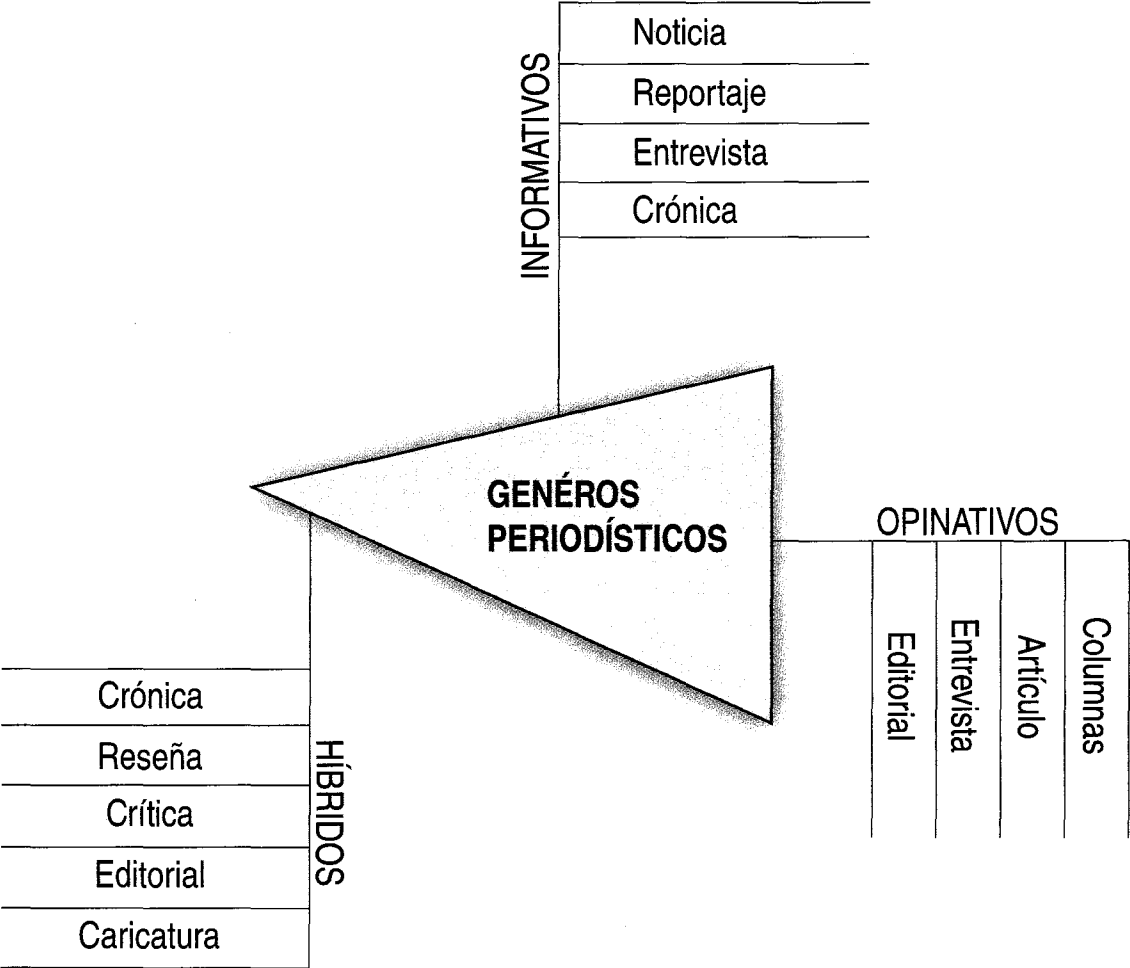 INFORMATIVOS
Noticia
Reportaje
Entrevista
Crónica
GENÉROS
PERIODÍSTICOS
OPINATIVOS
Editorial
Entrevista
Artículo
Columnas
HÍBRIDOS
Crónica
Reseña
Crítica
Editorial
Caricatura